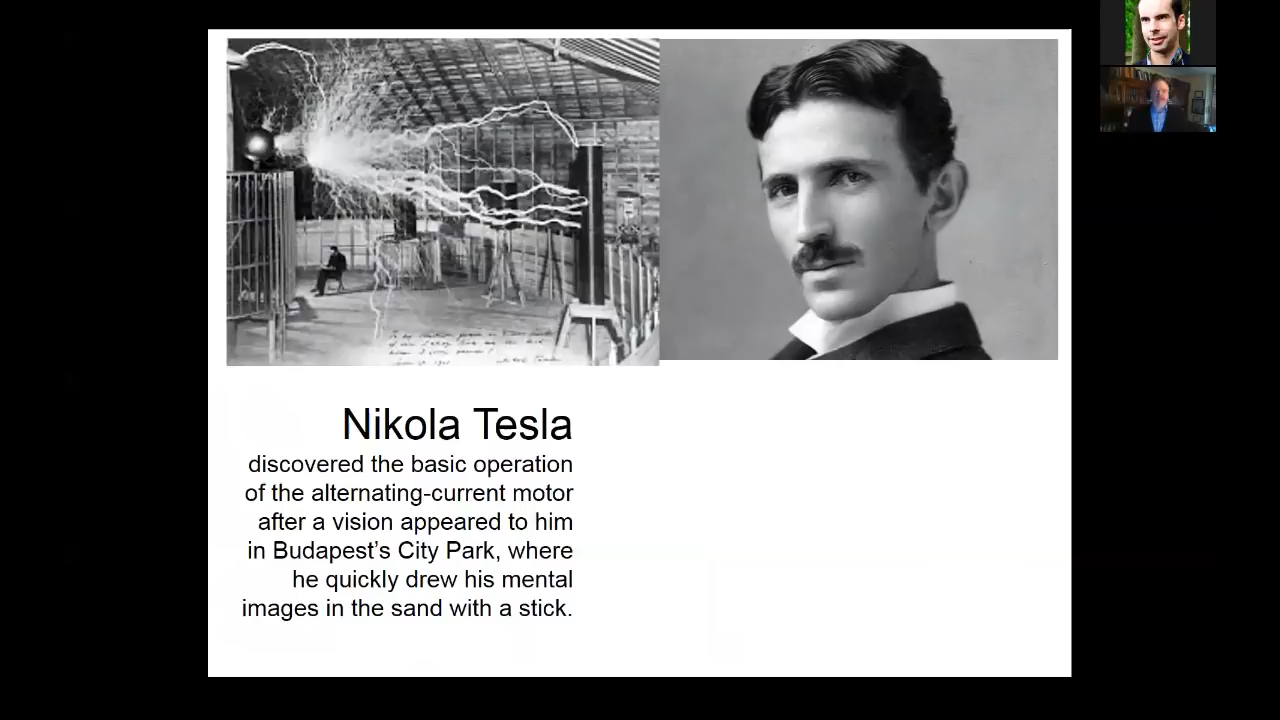 Nikola Tesla
discovered the basic operation
of the alternating-current motor
after a vision appeared to him
in Budapest’s City Park, where
he quickly drew his mental
images in the sand with a stick.